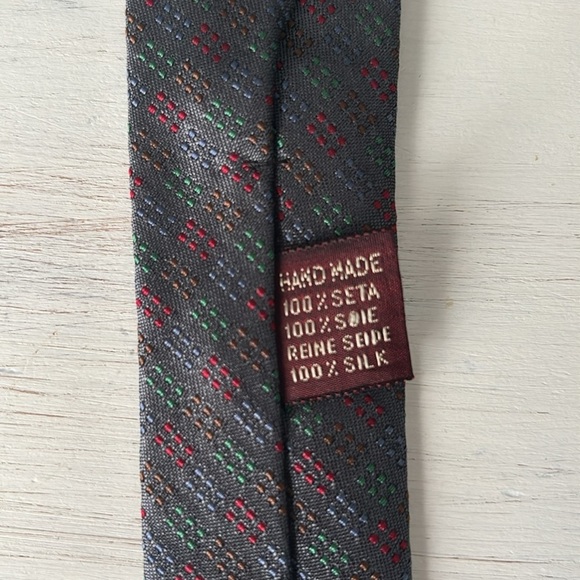 HAND MADE
100% SETA
100% SOIE
REINE SEIDE
100% SILK